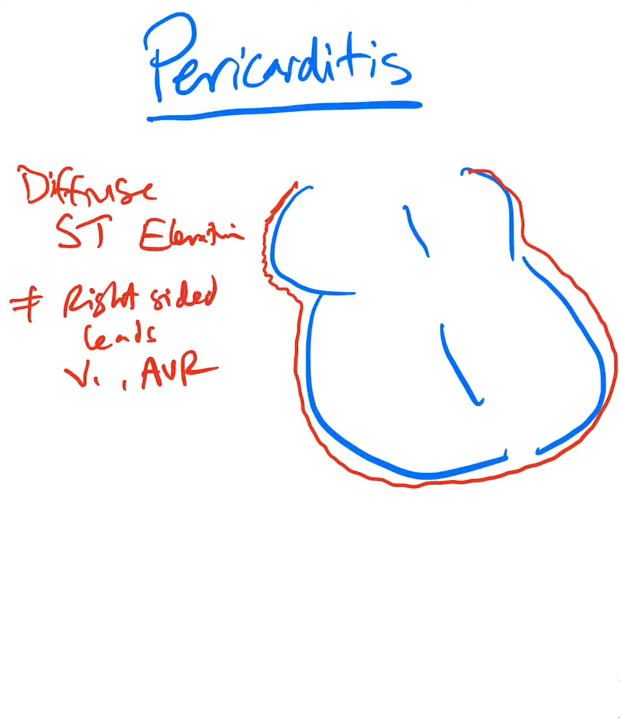 Pericarditis
Diffuse
ST Elevation
≠ Right sided
leads
V1, AVR